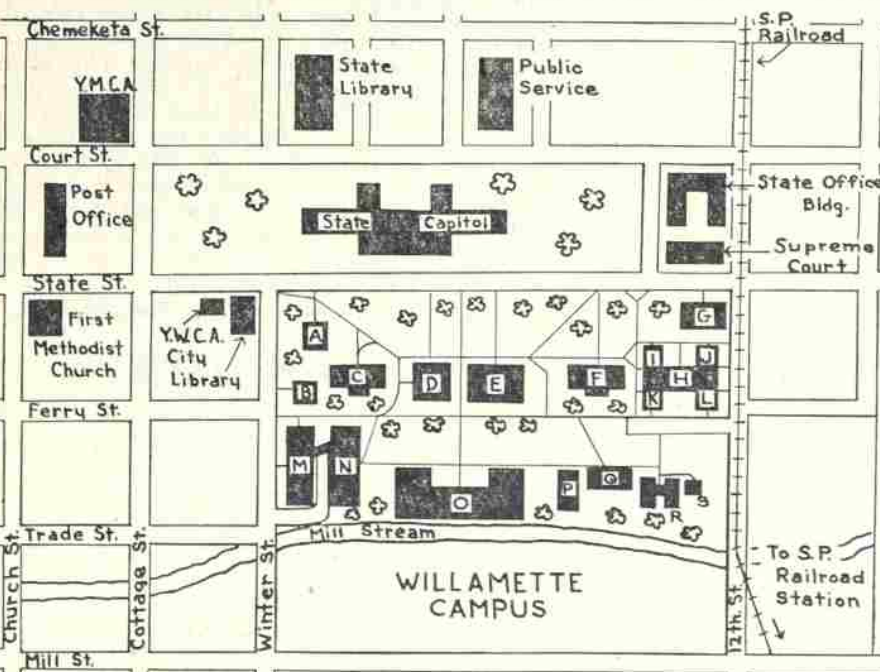 Chemeketa St.
S.P.
Railroad
Y.M.C.A.
State
Library
Public
Service
Court St.
Post
Office
State Capitol
State Office
Bldg.
Supreme
Court
State St.
First
Methodist
Church
Y.W.C.A.
City
Library
A
B
C
D
E
F
G
I
J
H
K
L
Ferry St.
M
N
O
P
Q
R
S
Trade St.
Mill Stream
Church St.
Cottage St.
Winter St.
WILLAMETTE
CAMPUS
12th. St.
To S.P.
Railroad
Station
Mill St.